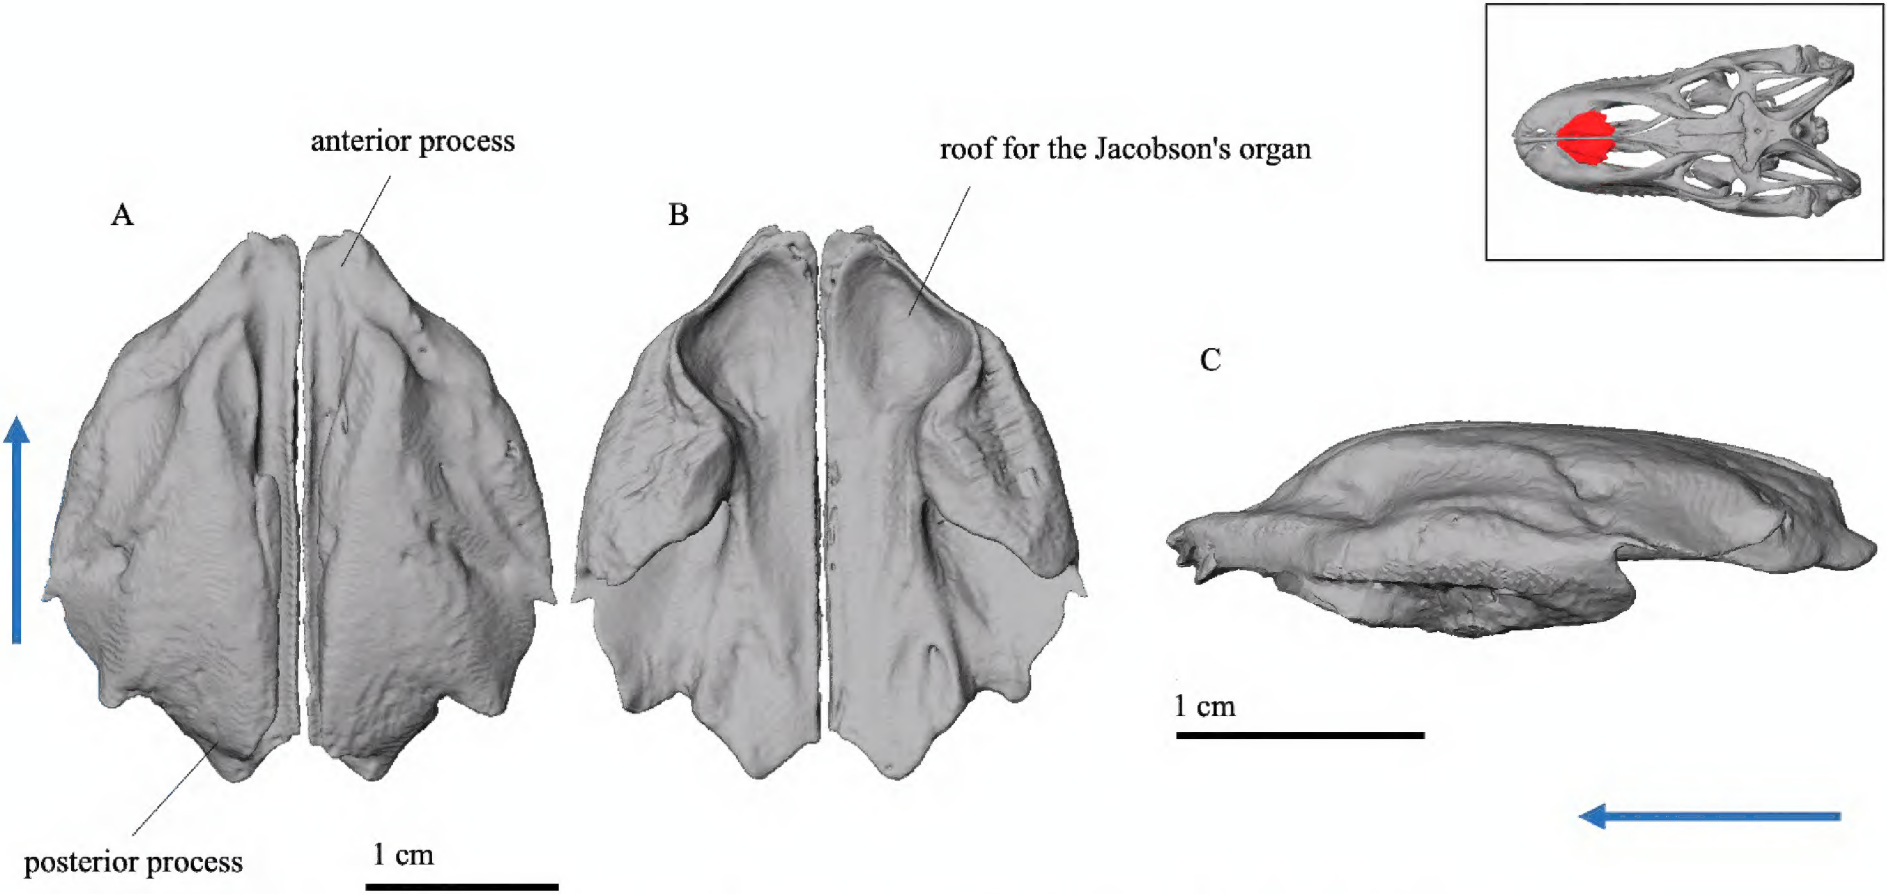 anterior process
roof for the Jacobson's organ
A
B
C
1 cm
posterior process
1 cm